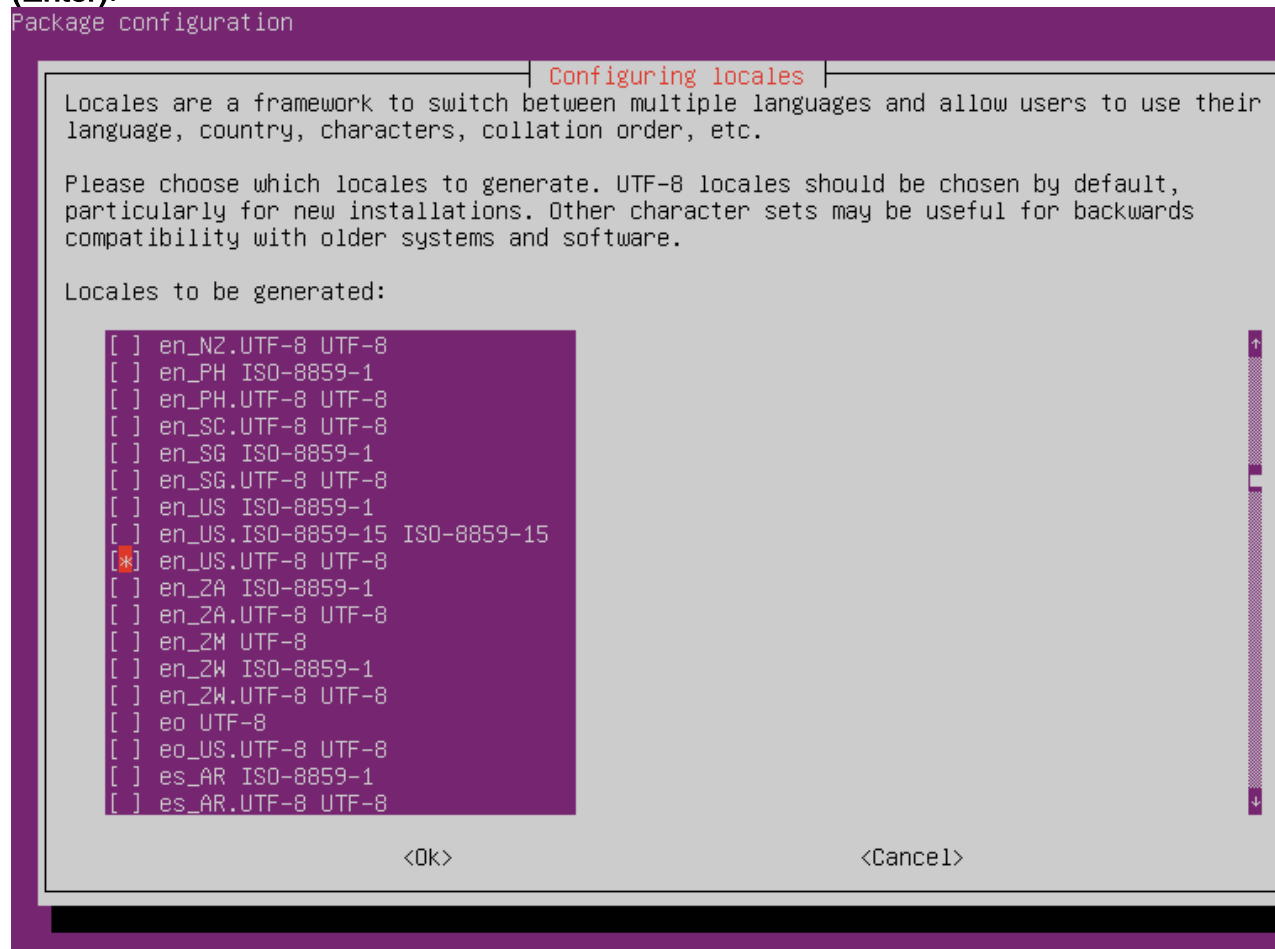 (Enter).
Package configuration
Configuring locales
Locales are a framework to switch between multiple languages and allow users to use their
language, country, characters, collation order, etc.
Please choose which locales to generate. UTF-8 locales should be chosen by default,
particularly for new installations. Other character sets may be useful for backwards
compatibility with older systems and software.
Locales to be generated:
[ ] en_NZ.UTF-8 UTF-8
[ ] en_PH ISO-8859-1
[ ] en_PH.UTF-8 UTF-8
[ ] en_SC.UTF-8 UTF-8
[ ] en_SG ISO-8859-1
[ ] en_SG.UTF-8 UTF-8
[ ] en_US ISO-8859-1
[ ] en_US.ISO-8859-15 ISO-8859-15
[*] en_US.UTF-8 UTF-8
[ ] en_ZA ISO-8859-1
[ ] en_ZA.UTF-8 UTF-8
[ ] en_ZM UTF-8
[ ] en_ZW ISO-8859-1
[ ] en_ZW.UTF-8 UTF-8
[ ] eo UTF-8
[ ] eo_US.UTF-8 UTF-8
[ ] es_AR ISO-8859-1
[ ] es_AR.UTF-8 UTF-8
<Ok> <Cancel>